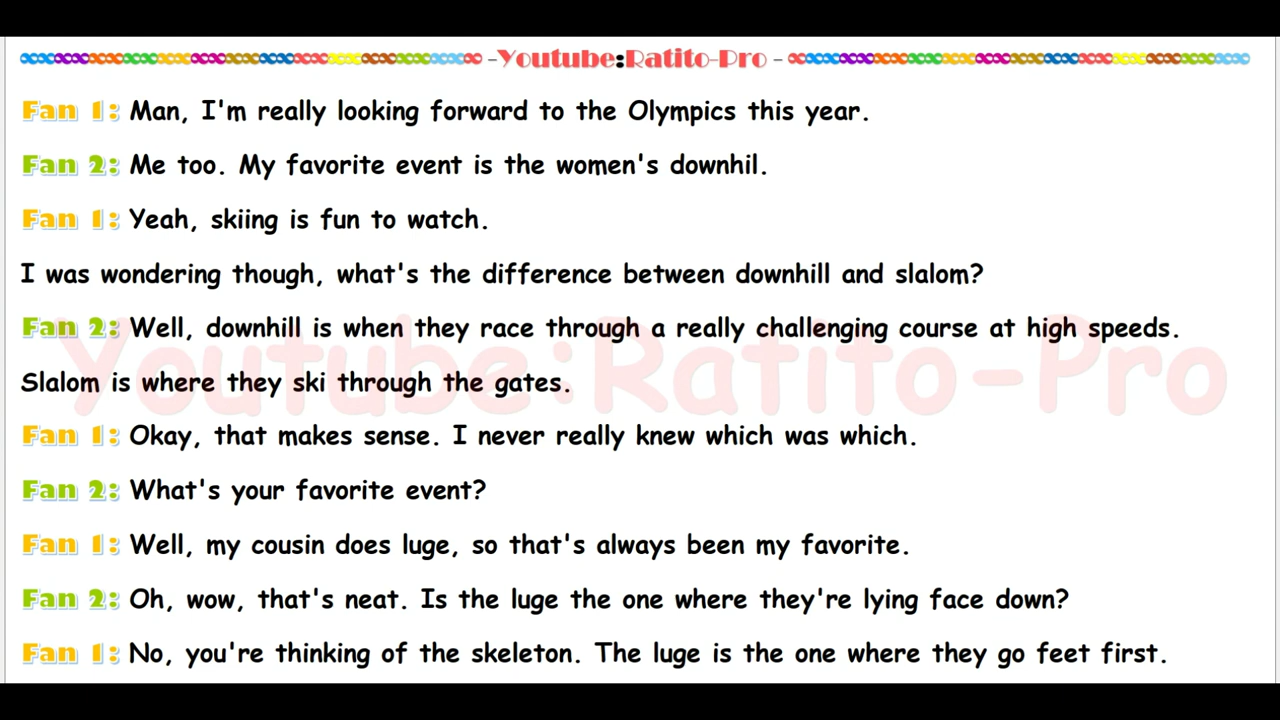 -Youtube:Ratito-Pro -
Fan 1: Man, I'm really looking forward to the Olympics this year.
Fan 2: Me too. My favorite event is the women's downhil.
Fan 1: Yeah, skiing is fun to watch.
I was wondering though, what's the difference between downhill and slalom?
Fan 2: Well, downhill is when they race through a really challenging course at high speeds.
Youtube:Ratito-Pro
Slalom is where they ski through the gates.
Fan 1: Okay, that makes sense. I never really knew which was which.
Fan 2: What's your favorite event?
Fan 1: Well, my cousin does luge, so that's always been my favorite.
Fan 2: Oh, wow, that's neat. Is the luge the one where they're lying face down?
Fan 1: No, you're thinking of the skeleton. The luge is the one where they go feet first.